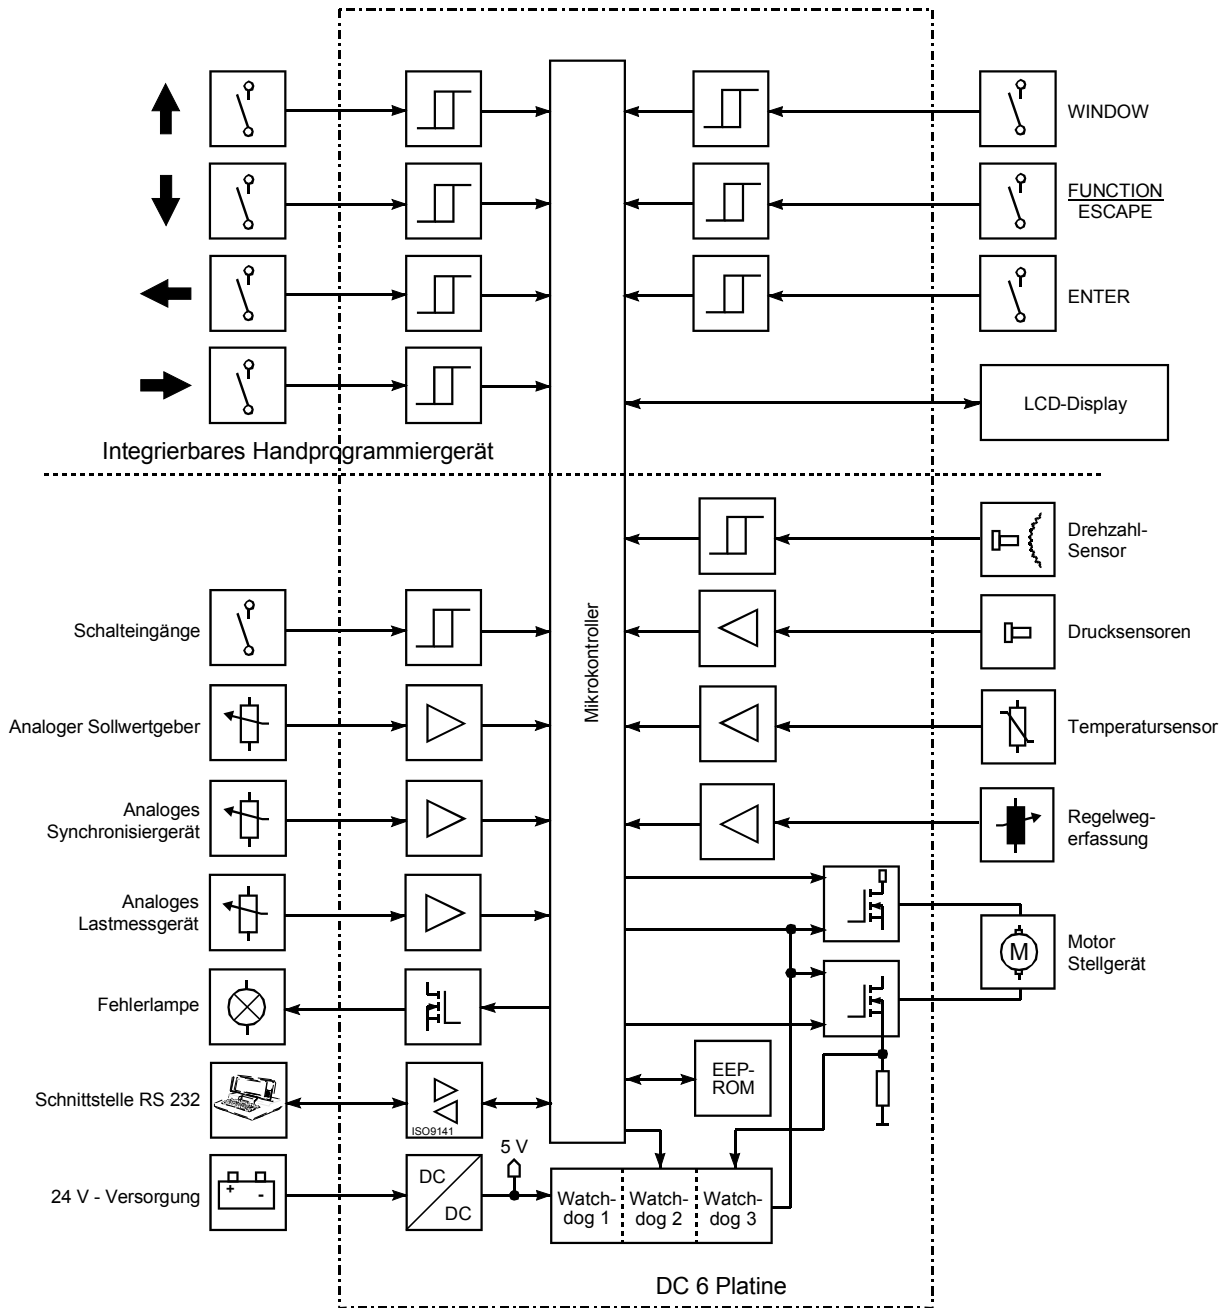 WINDOW
FUNCTION
ESCAPE
ENTER
LCD-Display
Integrierbares Handprogrammiergerät
Mikrokontroller
Drehzahl-
Sensor
Schalteingänge
Drucksensoren
Analoger Sollwertgeber
Temperatursensor
Analoges
Synchronisiergerät
Regelweg-
erfassung
Analoges
Lastmessgerät
M
Motor
Stellgerät
Fehlerlampe
EEP-
ROM
Schnittstelle RS 232
ISO9141
5 V
24 V - Versorgung
+ -
DC
DC
Watch-
dog 1
Watch-
dog 2
Watch-
dog 3
DC 6 Platine